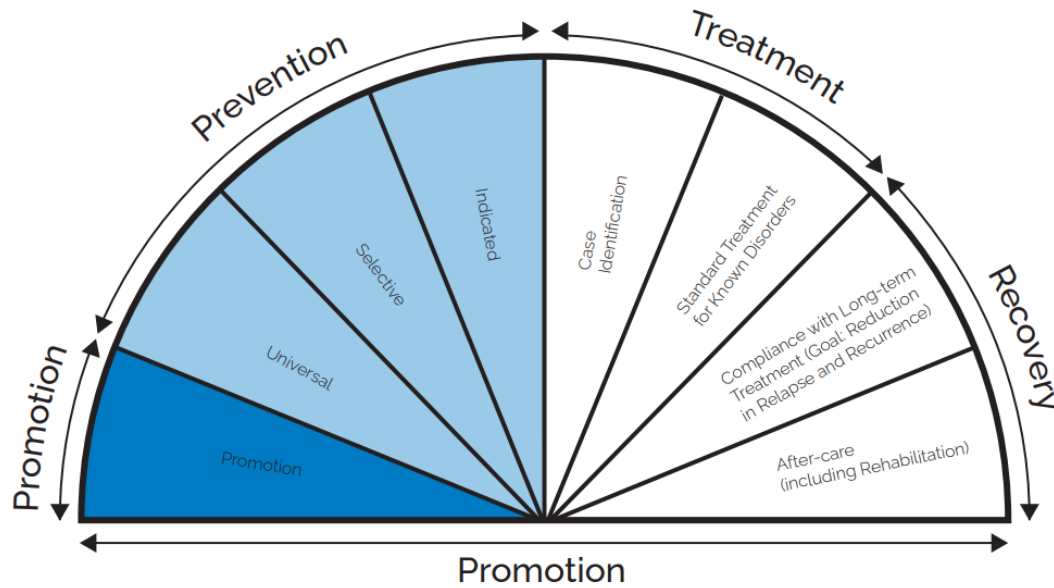 Prevention
Treatment
Promotion
Recovery
Promotion
Universal
Selective
Indicated
Case
Identification
Standard Treatment
for Known Disorders
Compliance with Long-term
Treatment (Goal: Reduction
in Relapse and Recurrence)
After-care
(including Rehabilitation)
Promotion